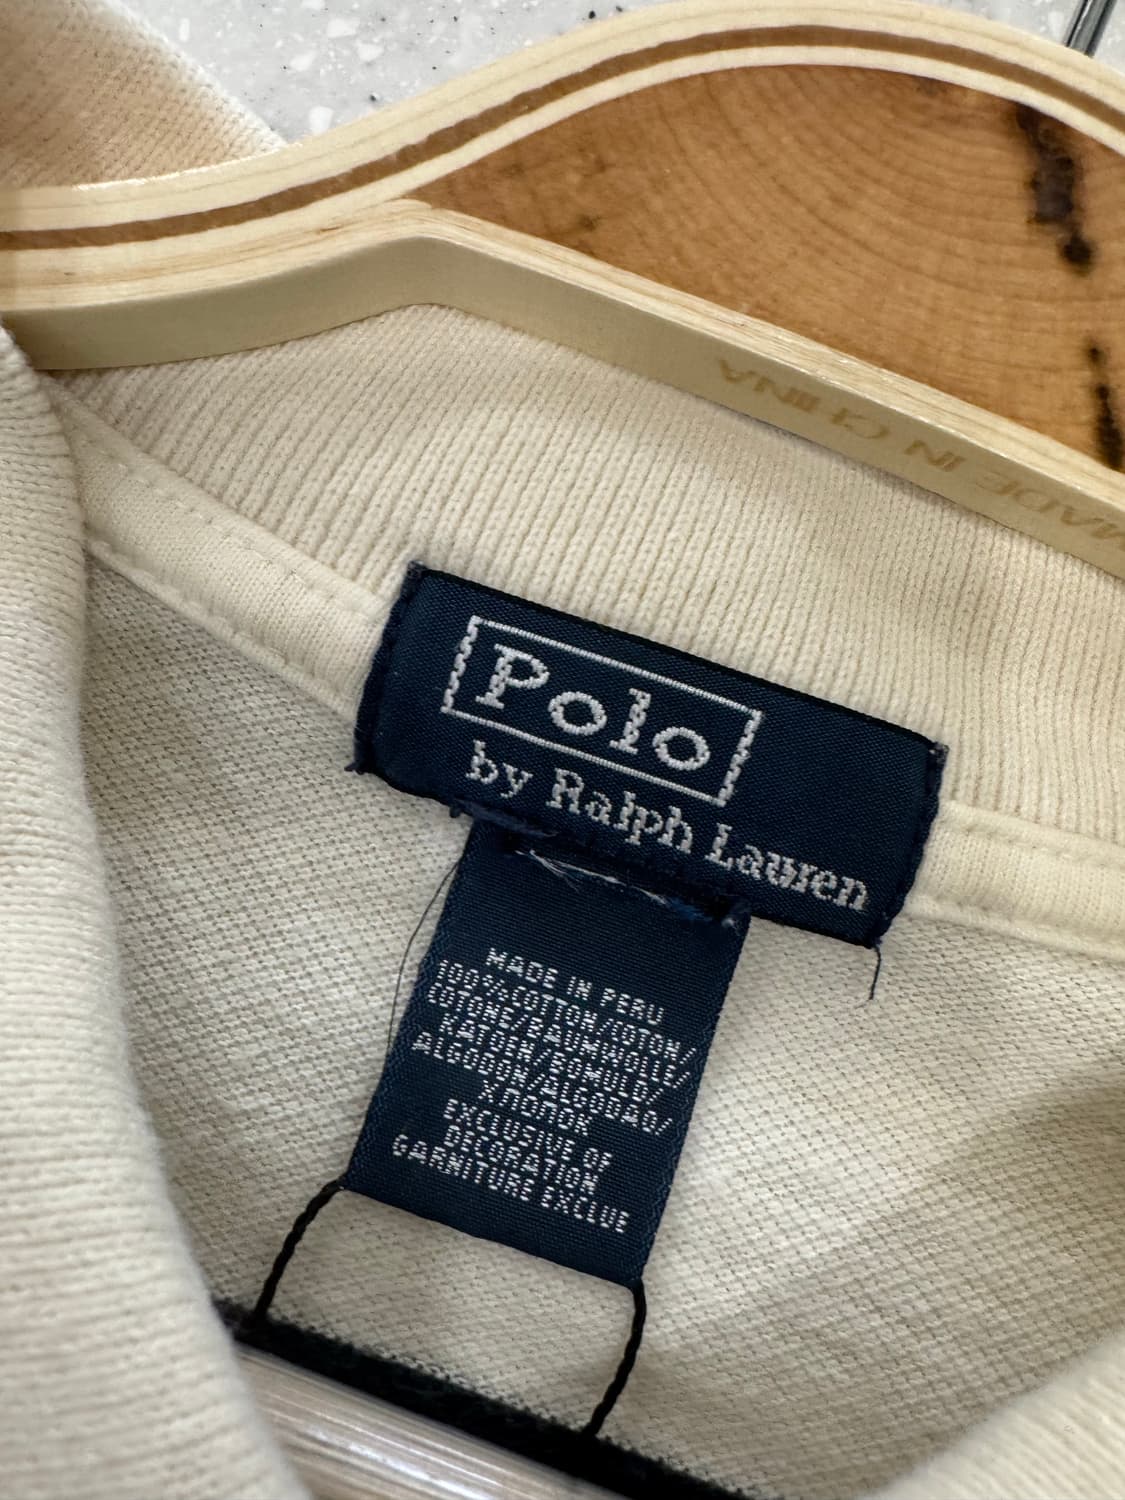 MADE IN CHINA
Polo
by Ralph Lauren
MADE IN PERU
100% COTTON/COTON/
COTONE/BAUMWOLLE/
KATOEN/BOMULD/
ALGODON/ALGODAO/
ХЛОПОК
EXCLUSIVE OF
DECORATION
GARNITURE EXCLUE